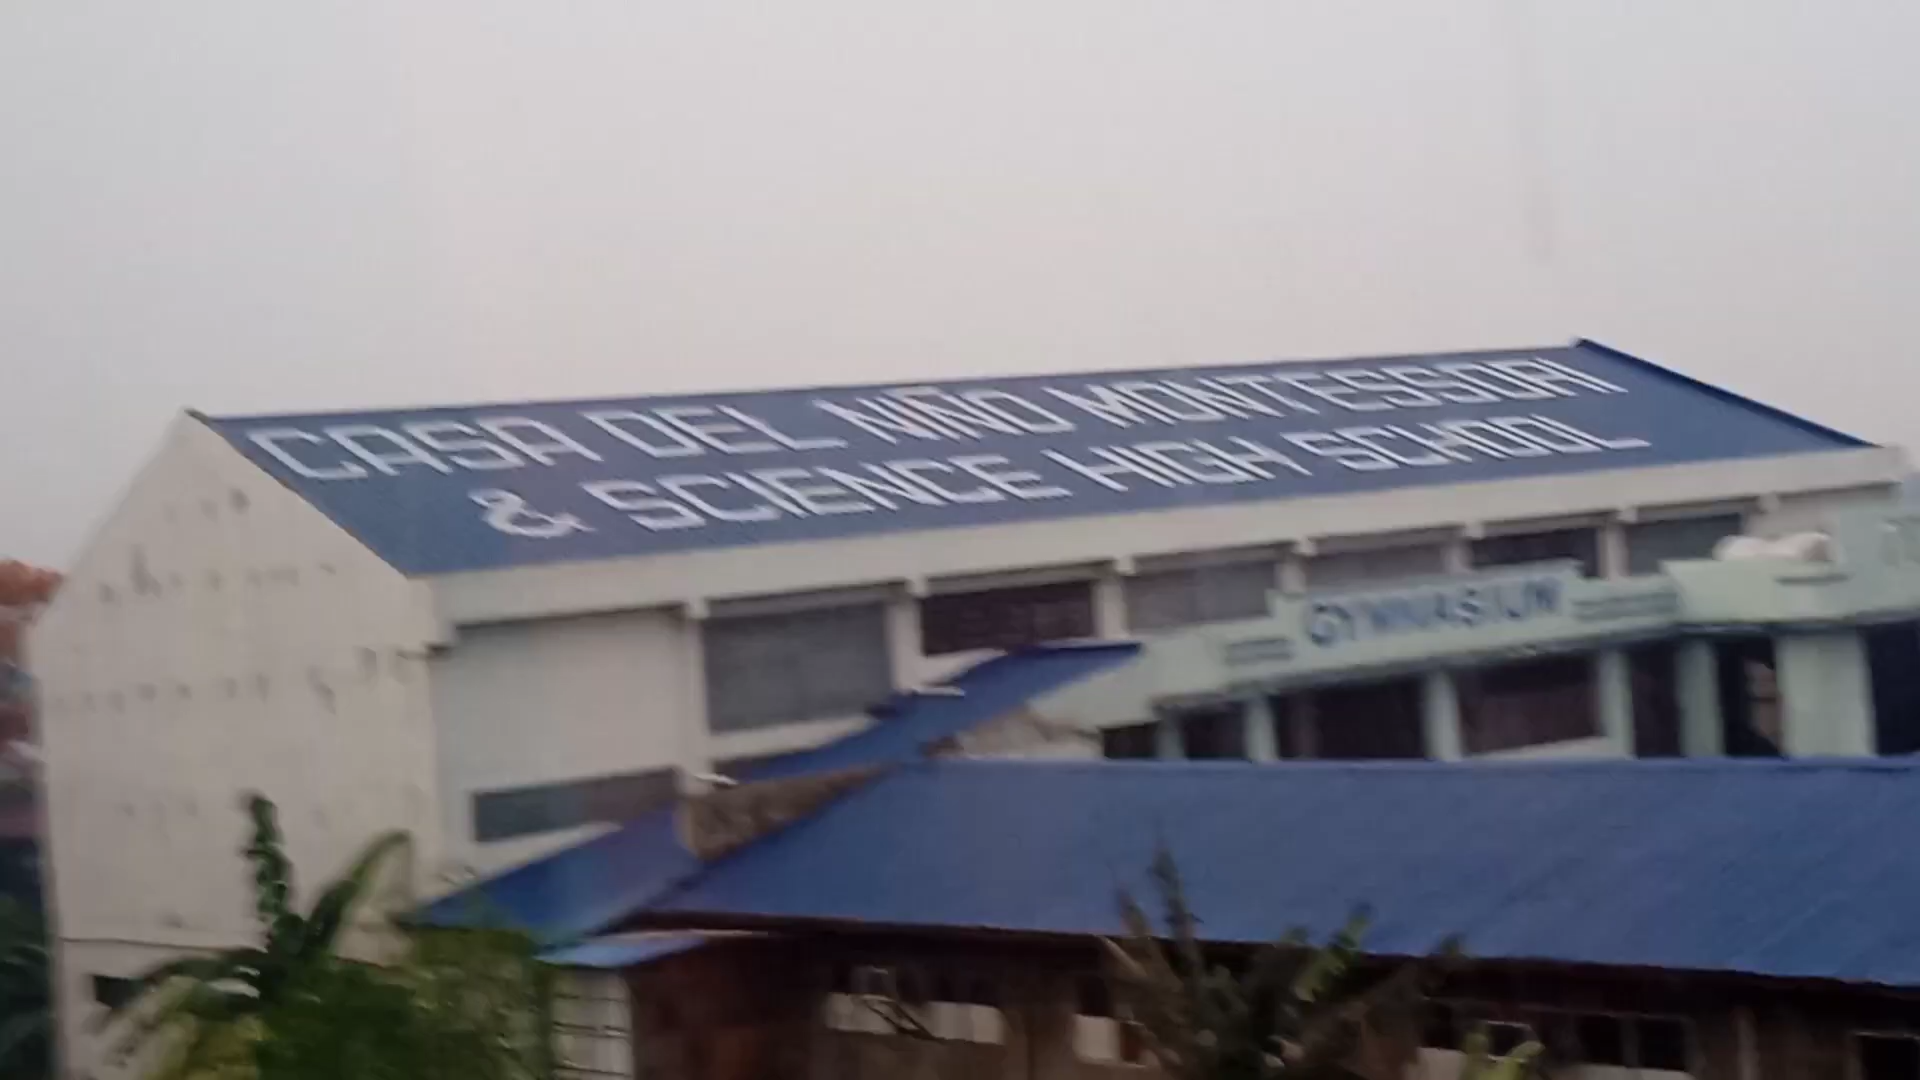 CASA DEL NIÑO MONTESSORI
& SCIENCE HIGH SCHOOL
GYMNASIUM